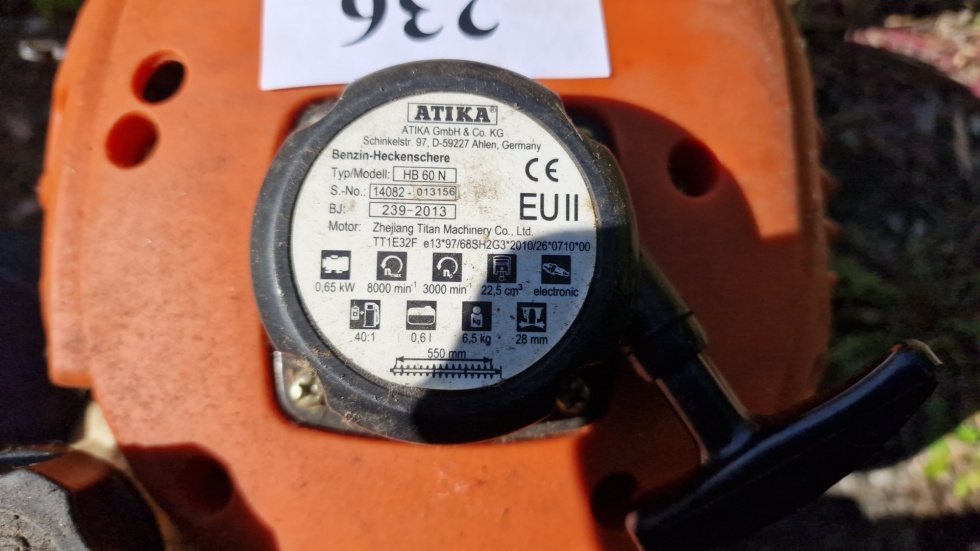 236
ATIKA®
ATIKA GmbH & Co. KG
Schinkelstr. 97, D-59227 Ahlen, Germany
Benzin-Heckenschere
Typ/Modell: HB 60 N
S.-No.: 14082 - 013156
BJ: 239-2013
CE
EU II
Motor: Zhejiang Titan Machinery Co., Ltd.
TT1E32F e13*97/68SH2G3*2010/26*0710*00
0,65 kW 8000 min⁻¹ 3000 min⁻¹ 22,5 cm³ electronic
40:1 0,6 l 6,5 kg 28 mm
550 mm